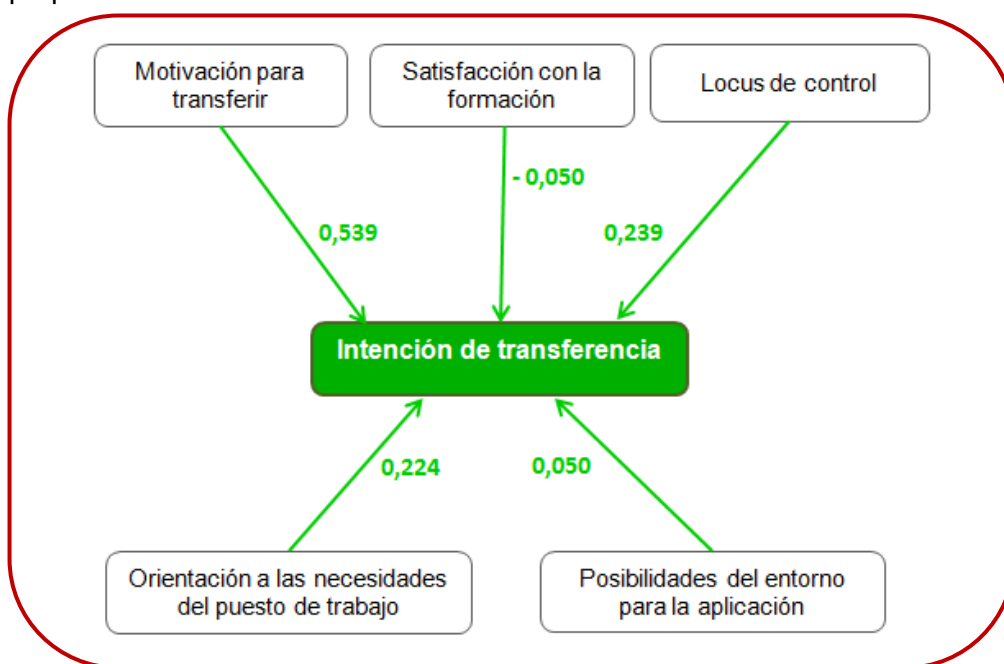 Motivación para
transferir
Satisfacción con la
formación
Locus de control
- 0,050
0,539
0,239
Intención de transferencia
0,224
0,050
Orientación a las necesidades
del puesto de trabajo
Posibilidades del entorno
para la aplicación